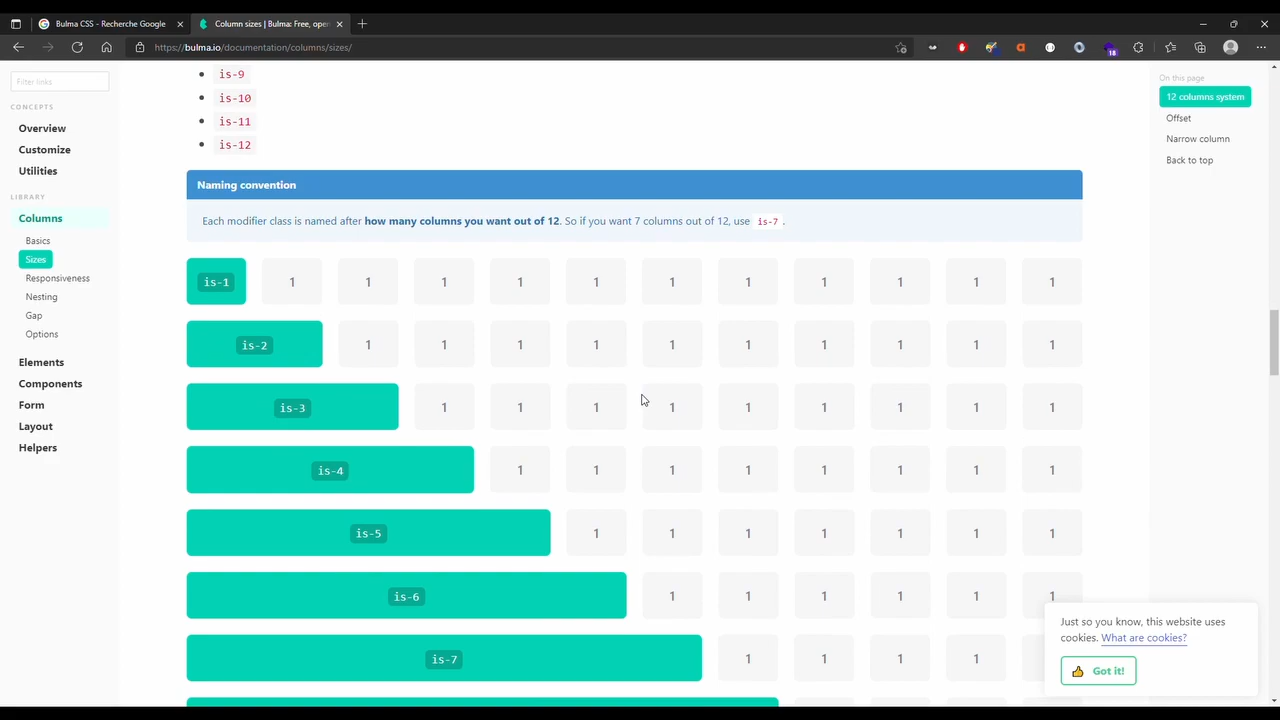 Bulma CSS - Recherche Google
Column sizes | Bulma: Free, open
https://bulma.io/documentation/columns/sizes/
18
Filter links
CONCEPTS
Overview
Customize
Utilities
LIBRARY
Columns
Basics
Sizes
Responsiveness
Nesting
Gap
Options
Elements
Components
Form
Layout
Helpers
is-9
is-10
is-11
is-12
Naming convention
Each modifier class is named after how many columns you want out of 12. So if you want 7 columns out of 12, use is-7 .
is-1 1 1 1 1 1 1 1 1 1 1 1
is-2 1 1 1 1 1 1 1 1 1 1
is-3 1 1 1 1 1 1 1 1 1
is-4 1 1 1 1 1 1 1 1
is-5 1 1 1 1 1 1 1
is-6 1 1 1 1 1 1
is-7 1 1 1 1
On this page
12 columns system
Offset
Narrow column
Back to top
Just so you know, this website uses
cookies. What are cookies?
👍 Got it!